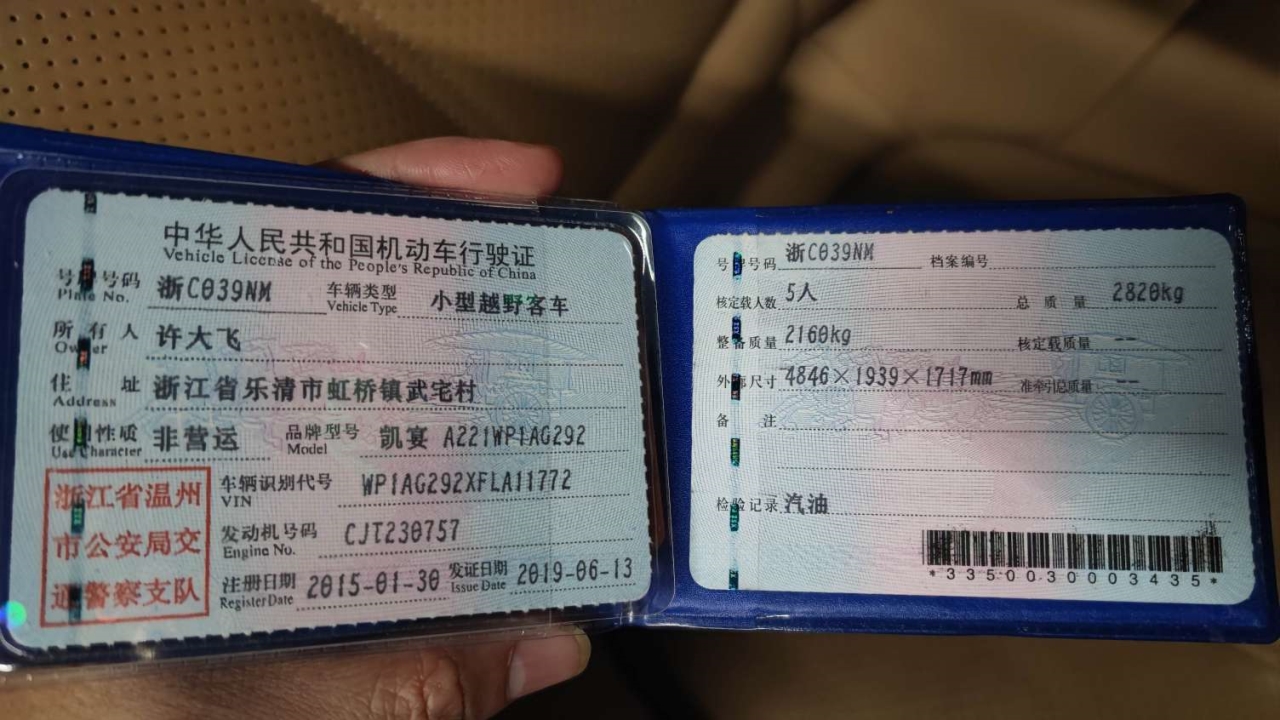 中华人民共和国机动车行驶证
Vehicle License of the People's Republic of China
号牌号码 浙C039NM 车辆类型 小型越野客车
Plate No. Vehicle Type
所有人 许大飞
Owner
住址 浙江省乐清市虹桥镇武宅村
Address
使用性质 非营运 品牌型号 凯宴 A221WP1AG292
Use Character Model
浙江省温州
市公安局交
通警察支队
车辆识别代号 WP1AG292XFLA11772
VIN
发动机号码 CJT230757
Engine No.
注册日期 2015-01-30 发证日期 2019-06-13
Register Date Issue Date
号牌号码 浙C039NM 档案编号
核定载人数 5人 总质量 2820kg
整备质量 2160kg 核定载质量 --
外廓尺寸 4846×1939×1717mm 准牵引总质量 --
备注
检验记录 汽油
*3350030003435*